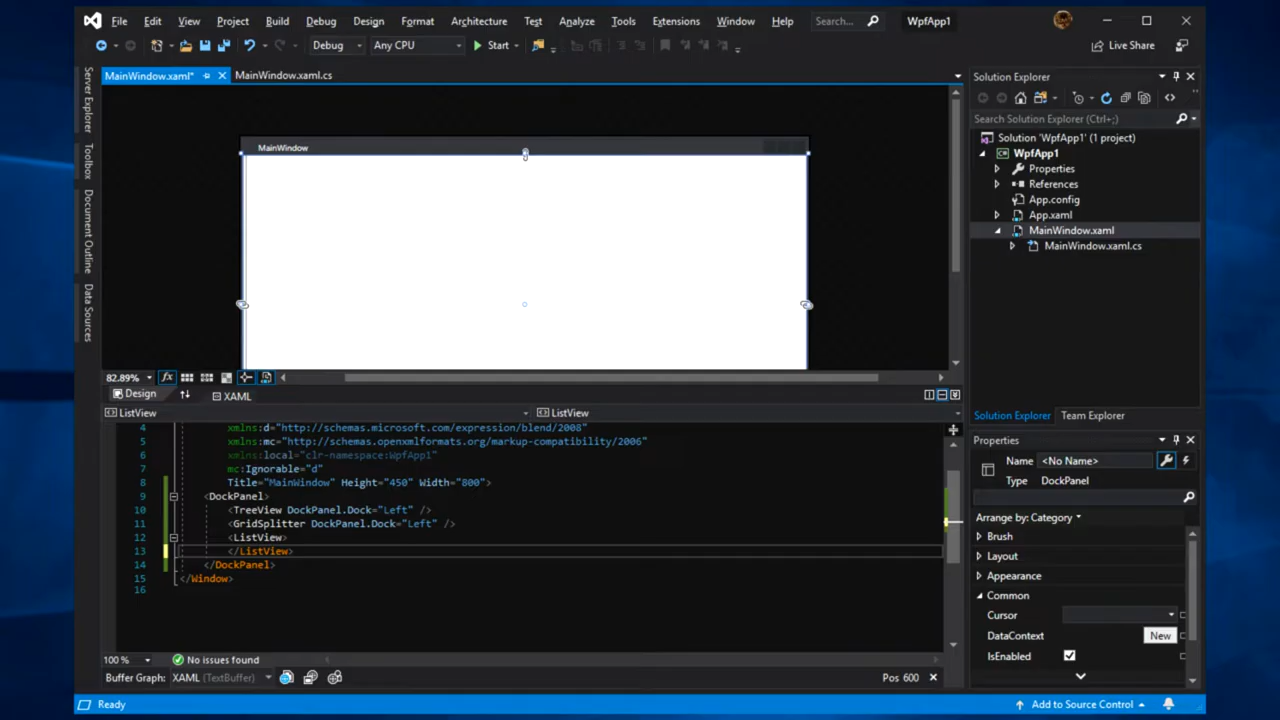 File Edit View Project Build Debug Design Format Architecture Test Analyze Tools Extensions Window Help Search... WpfApp1
Debug Any CPU Start Live Share
MainWindow.xaml* MainWindow.xaml.cs
Server Explorer
Toolbox
Document Outline
Data Sources
MainWindow
82.89% fx
Design XAML
ListView ListView
4 xmlns:d="http://schemas.microsoft.com/expression/blend/2008"
5 xmlns:mc="http://schemas.openxmlformats.org/markup-compatibility/2006"
6 xmlns:local="clr-namespace:WpfApp1"
7 mc:Ignorable="d"
8 Title="MainWindow" Height="450" Width="800">
9 <DockPanel>
10 <TreeView DockPanel.Dock="Left" />
11 <GridSplitter DockPanel.Dock="Left" />
12 <ListView>
13 </ListView>
14 </DockPanel>
15 </Window>
16
100 % No issues found
Buffer Graph: XAML (TextBuffer) Pos 600
Ready
Solution Explorer
Search Solution Explorer (Ctrl+;)
Solution 'WpfApp1' (1 project)
WpfApp1
Properties
References
App.config
App.xaml
MainWindow.xaml
MainWindow.xaml.cs
Solution Explorer Team Explorer
Properties
Name <No Name>
Type DockPanel
Arrange by: Category
Brush
Layout
Appearance
Common
Cursor
DataContext New
IsEnabled
Add to Source Control